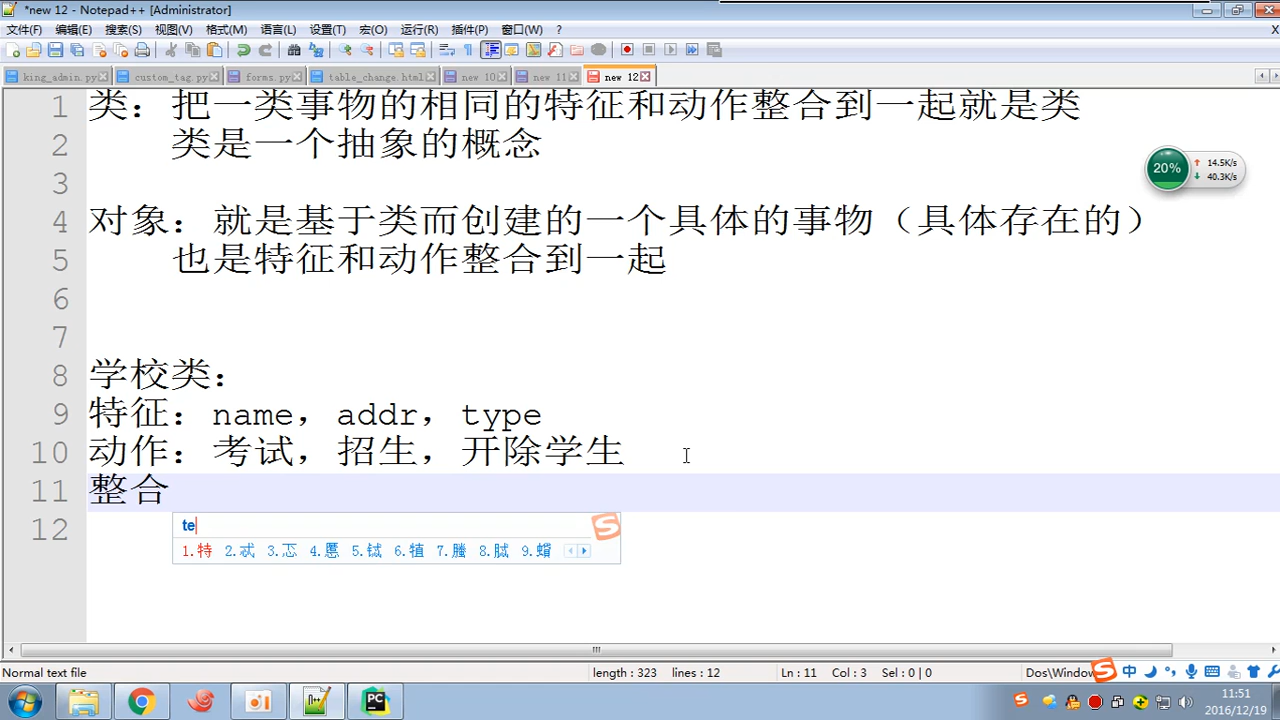 *new 12 - Notepad++ [Administrator]
文件(F) 编辑(E) 搜索(S) 视图(V) 格式(M) 语言(L) 设置(T) 宏(O) 运行(R) 插件(P) 窗口(W) ? X
king_admin.py custom_tag.py forms.py table_change.html new 10 new 11 new 12
1 类：把一类事物的相同的特征和动作整合到一起就是类
2 类是一个抽象的概念
3
4 对象：就是基于类而创建的一个具体的事物（具体存在的）
5 也是特征和动作整合到一起
6
7
8 学校类：
9 特征：name，addr，type
10 动作：考试，招生，开除学生
11 整合
12
te
1.特 2.忒 3.忑 4.慝 5.铽 6.犆 7.螣 8.脦 9.蟘
20% 14.5K/s
40.3K/s
Normal text file length : 323 lines : 12 Ln : 11 Col : 3 Sel : 0 | 0 Dos\Window 中
11:51
2016/12/19